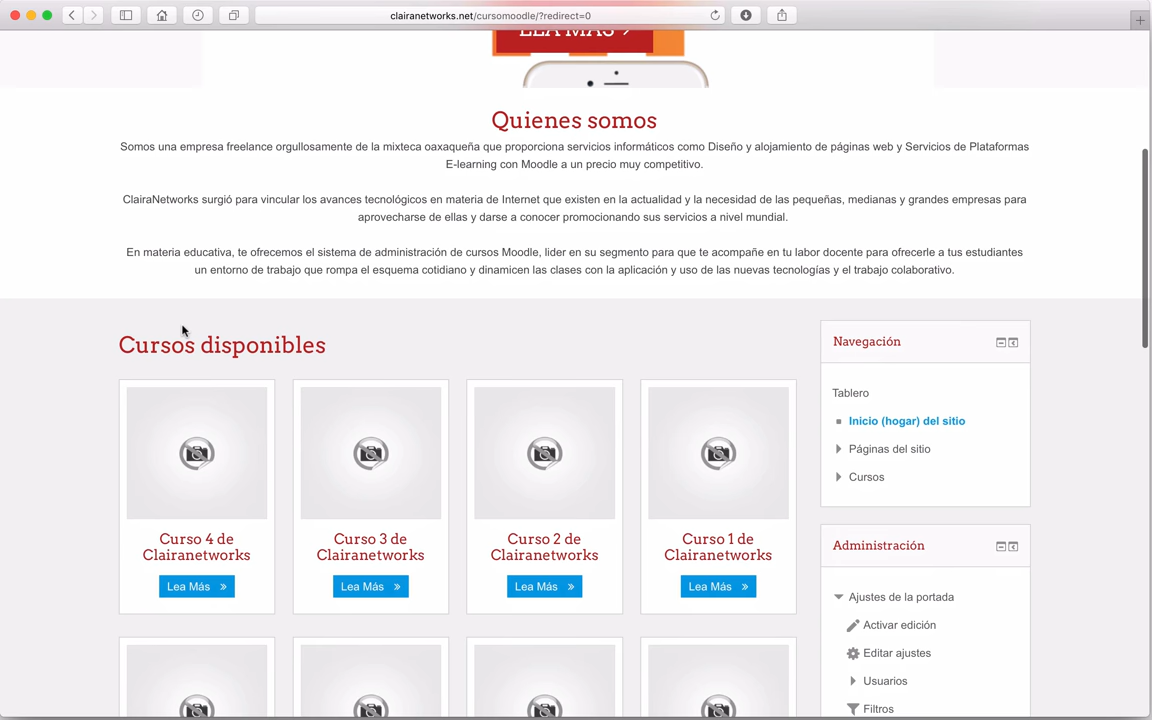 clairanetworks.net/cursomoodle/?redirect=0
LEA MÁS
Quienes somos
Somos una empresa freelance orgullosamente de la mixteca oaxaqueña que proporciona servicios informáticos como Diseño y alojamiento de páginas web y Servicios de Plataformas
E-learning con Moodle a un precio muy competitivo.
ClairaNetworks surgió para vincular los avances tecnológicos en materia de Internet que existen en la actualidad y la necesidad de las pequeñas, medianas y grandes empresas para
aprovecharse de ellas y darse a conocer promocionando sus servicios a nivel mundial.
En materia educativa, te ofrecemos el sistema de administración de cursos Moodle, lider en su segmento para que te acompañe en tu labor docente para ofrecerle a tus estudiantes
un entorno de trabajo que rompa el esquema cotidiano y dinamicen las clases con la aplicación y uso de las nuevas tecnologías y el trabajo colaborativo.
Cursos disponibles
Curso 4 de
Clairanetworks
Lea Más »
Curso 3 de
Clairanetworks
Lea Más »
Curso 2 de
Clairanetworks
Lea Más »
Curso 1 de
Clairanetworks
Lea Más »
Navegación
Tablero
Inicio (hogar) del sitio
Páginas del sitio
Cursos
Administración
Ajustes de la portada
Activar edición
Editar ajustes
Usuarios
Filtros